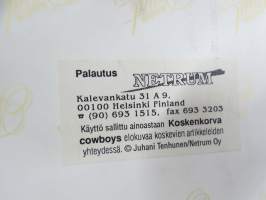 Palautus
NETRUM
Kalevankatu 31 A 9,
00100 Helsinki Finland
☎ (90) 693 1515, fax 693 3203
Käyttö sallittu ainoastaan Koskenkorva
cowboys elokuvaa koskevien artikkeleiden
yhteydessä. © Juhani Tenhunen/Netrum Oy